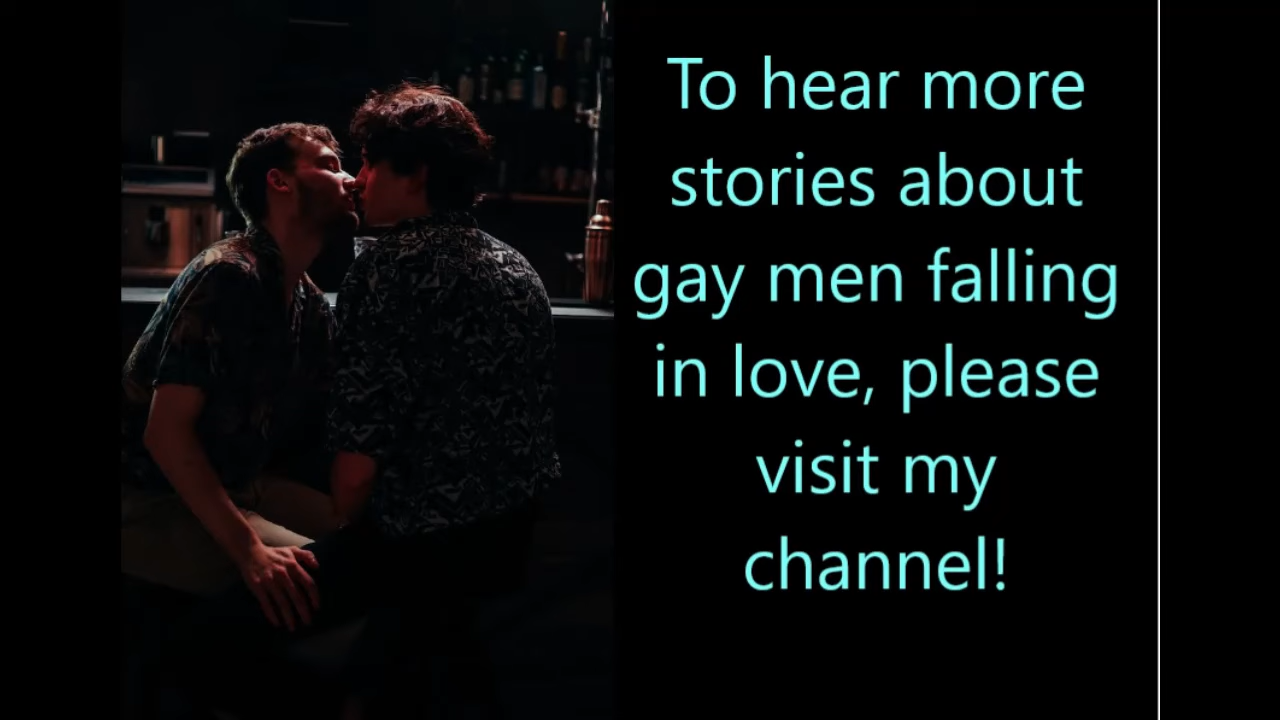 To hear more
stories about
gay men falling
in love, please
visit my
channel!